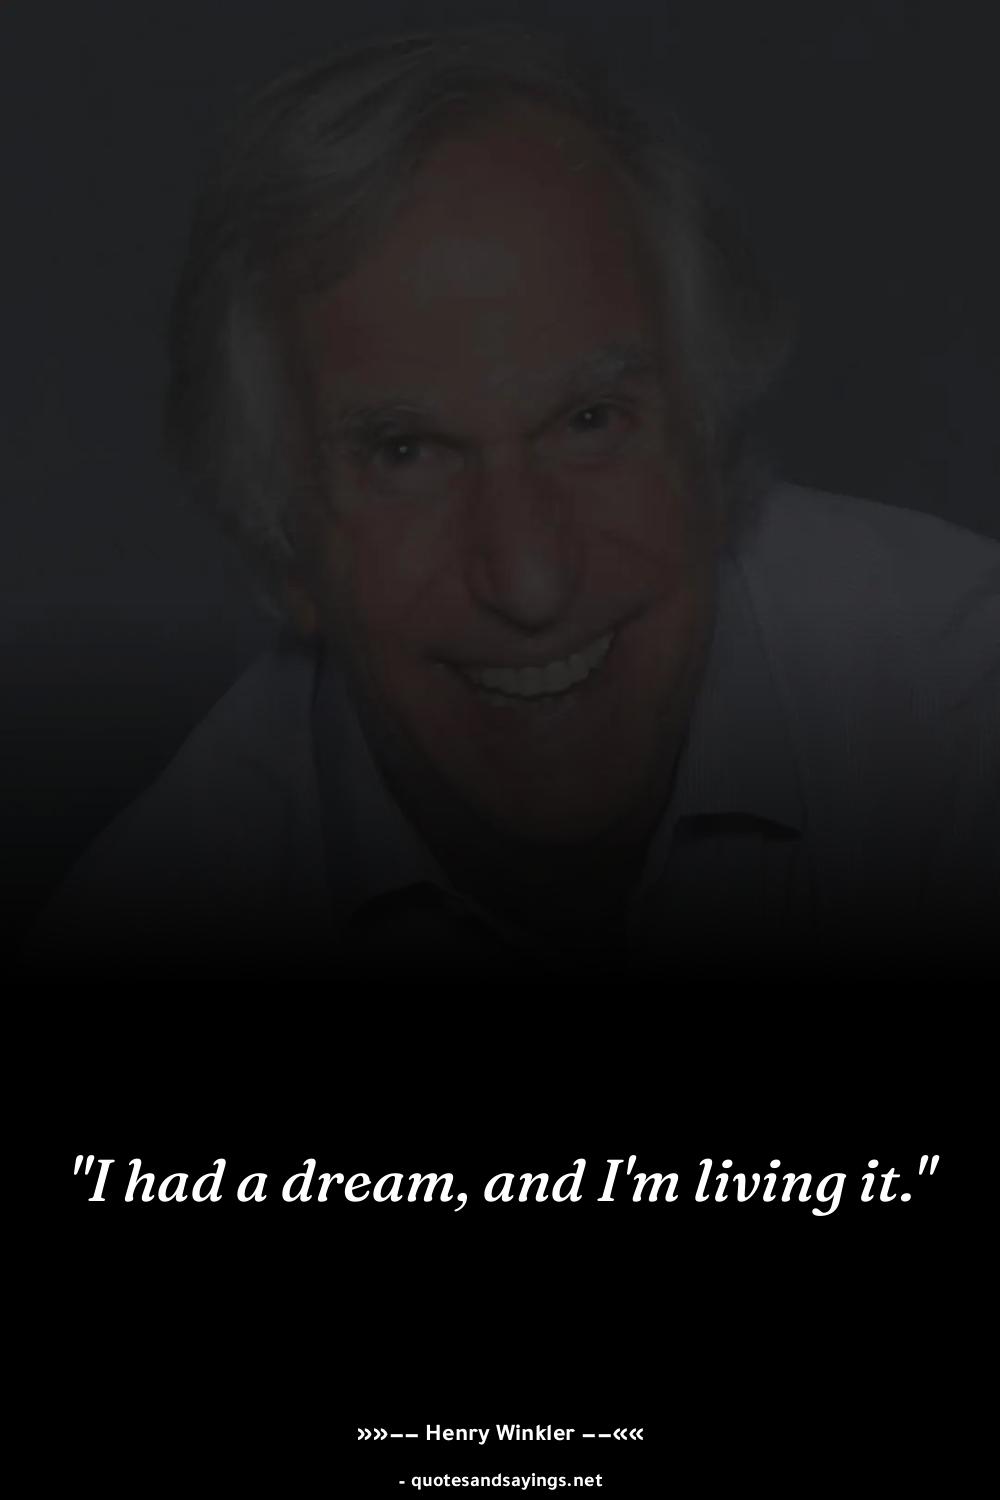 "I had a dream, and I'm living it."
»»−− Henry Winkler −−««
- quotesandsayings.net